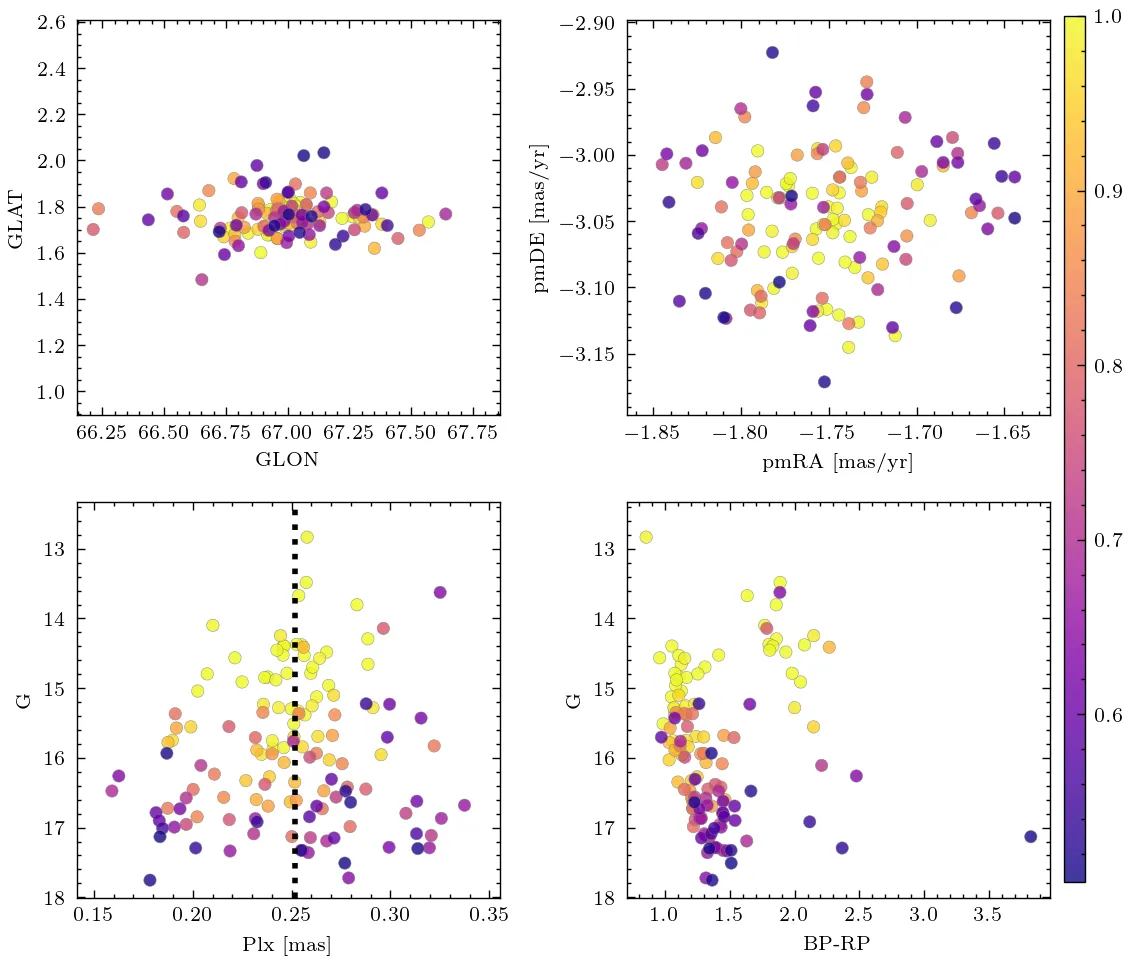 2.6
2.4
2.2
2.0
1.8
1.6
1.4
1.2
1.0
GLAT
66.25 66.50 66.75 67.00 67.25 67.50 67.75
GLON
−2.90
−2.95
−3.00
−3.05
−3.10
−3.15
pmDE [mas/yr]
−1.85 −1.80 −1.75 −1.70 −1.65
pmRA [mas/yr]
1.0
0.9
0.8
0.7
0.6
13
14
15
16
17
18
G
0.15 0.20 0.25 0.30 0.35
Plx [mas]
13
14
15
16
17
18
G
1.0 1.5 2.0 2.5 3.0 3.5
BP-RP